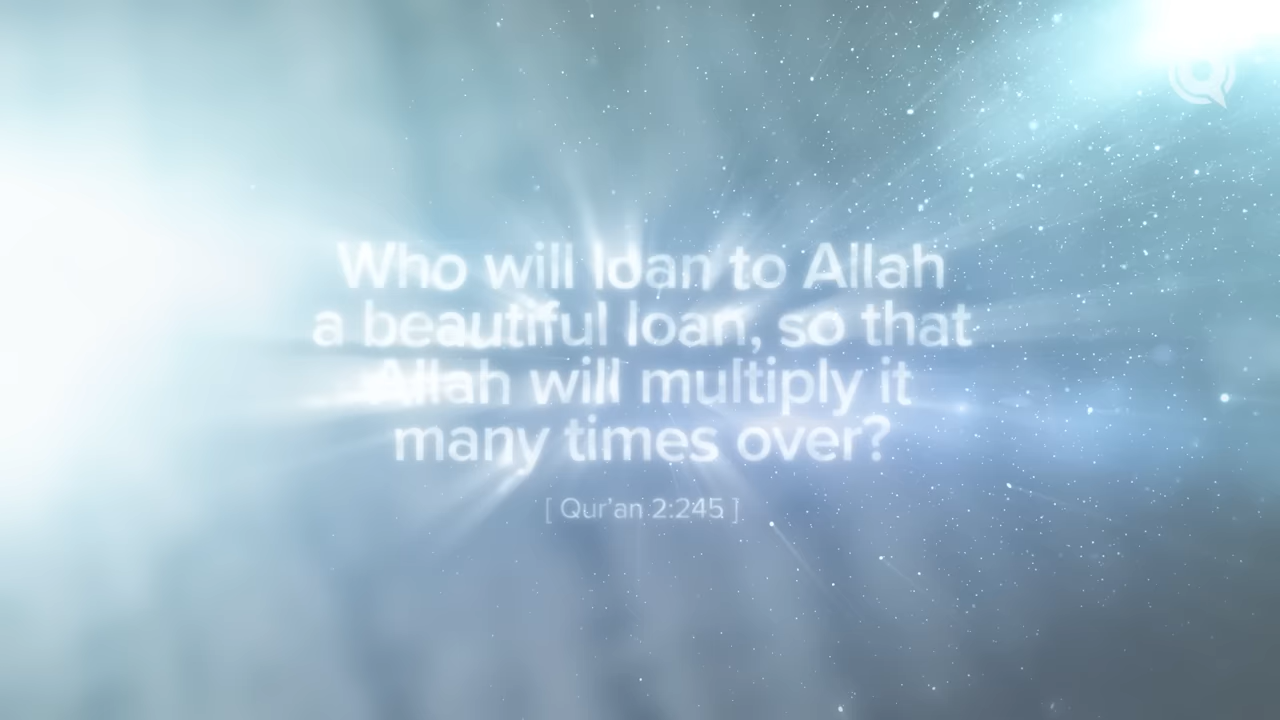 Who will loan to Allah
a beautiful loan, so that
Allah will multiply it
many times over?
[ Qur'an 2:245 ]